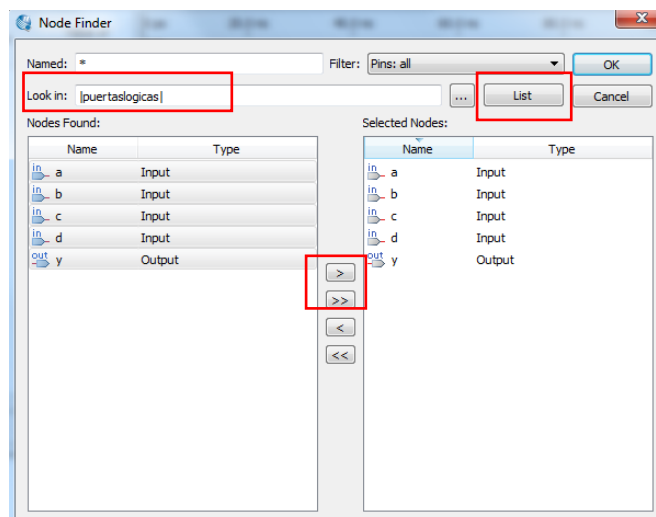 Node Finder
Named: * Filter: Pins: all OK
Look in: |puertaslogicas| ... List Cancel
Nodes Found: Selected Nodes:
Name Type Name Type
in a Input in a Input
in b Input in b Input
in c Input in c Input
in d Input in d Input
out y Output out y Output
>
>>
<
<<